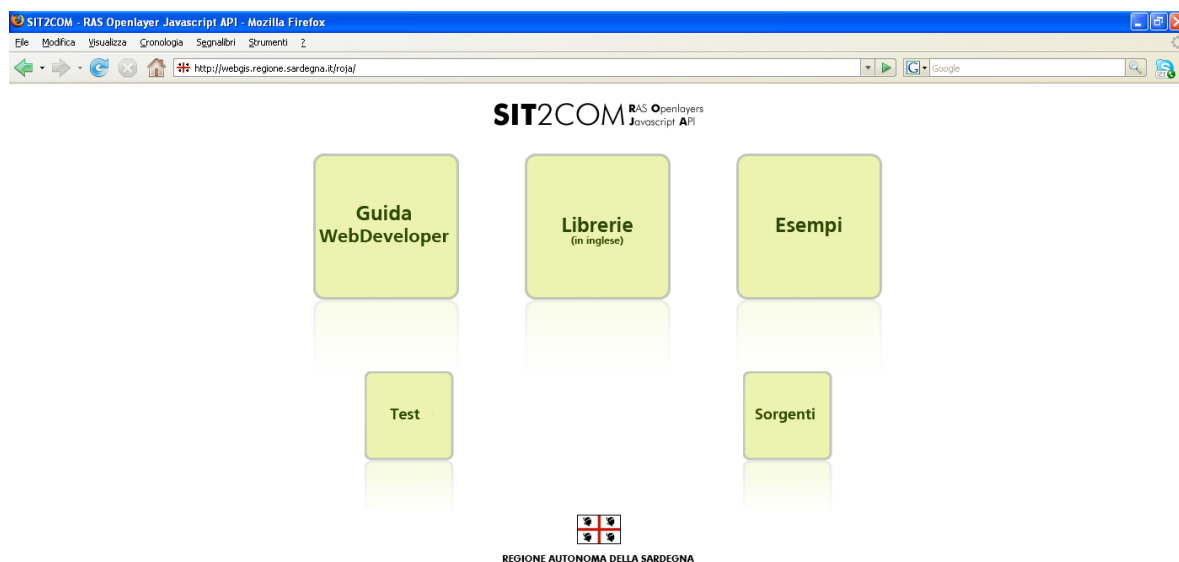 SIT2COM - RAS Openlayer Javascript API - Mozilla Firefox
File Modifica Visualizza Cronologia Segnalibri Strumenti ?
http://webgis.regione.sardegna.it/roja/
G Google
SIT2COM RAS Openlayers
Javascript API
Guida
WebDeveloper
Librerie
(in inglese)
Esempi
Test
Sorgenti
REGIONE AUTONOMA DELLA SARDEGNA